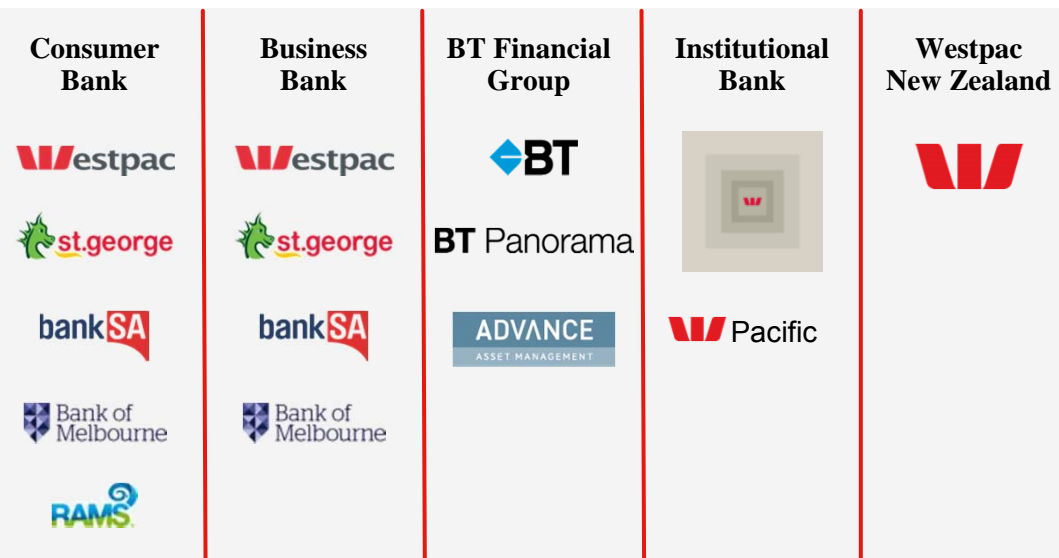 Consumer
Bank
Westpac
st.george
bankSA
Bank of
Melbourne
RAMS
Business
Bank
Westpac
st.george
bankSA
Bank of
Melbourne
BT Financial
Group
BT
BT Panorama
ADVANCE
ASSET MANAGEMENT
Institutional
Bank
W
W Pacific
Westpac
New Zealand
W